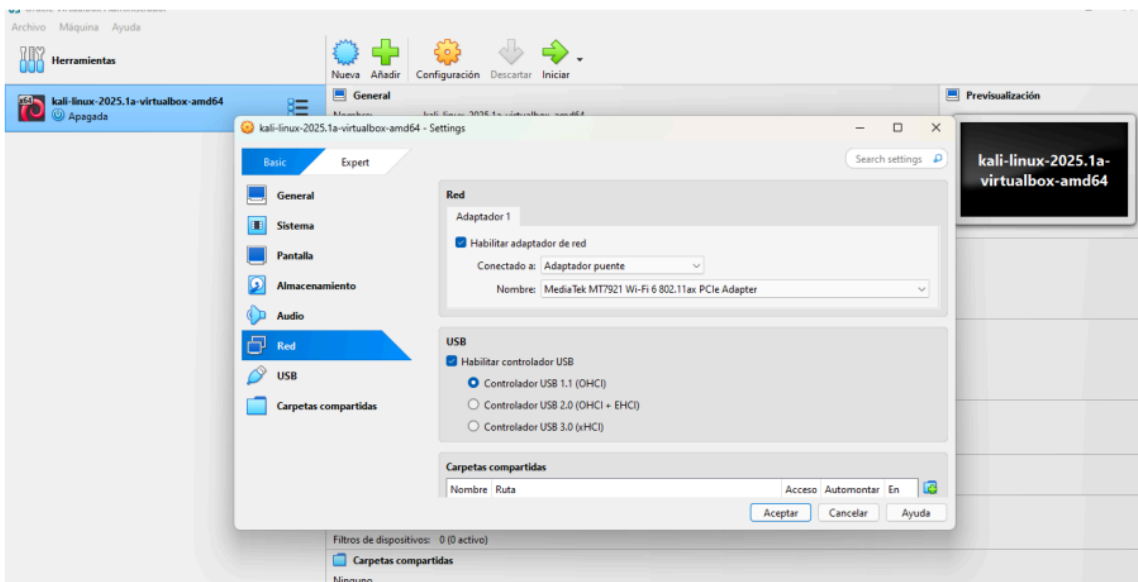 Archivo Máquina Ayuda
Herramientas
Nueva Añadir Configuración Descartar Iniciar
kali-linux-2025.1a-virtualbox-amd64
Apagada
General
Previsualización
kali-linux-2025.1a-virtualbox-amd64 - Settings
Basic Expert
Search settings
kali-linux-2025.1a-
virtualbox-amd64
General
Sistema
Pantalla
Almacenamiento
Audio
Red
USB
Carpetas compartidas
Red
Adaptador 1
Habilitar adaptador de red
Conectado a: Adaptador puente
Nombre: MediaTek MT7921 Wi-Fi 6 802.11ax PCIe Adapter
USB
Habilitar controlador USB
Controlador USB 1.1 (OHCI)
Controlador USB 2.0 (OHCI + EHCI)
Controlador USB 3.0 (xHCI)
Carpetas compartidas
Nombre Ruta Acceso Automontar En
Aceptar Cancelar Ayuda
Filtros de dispositivos: 0 (0 activo)
Carpetas compartidas
Ninguno